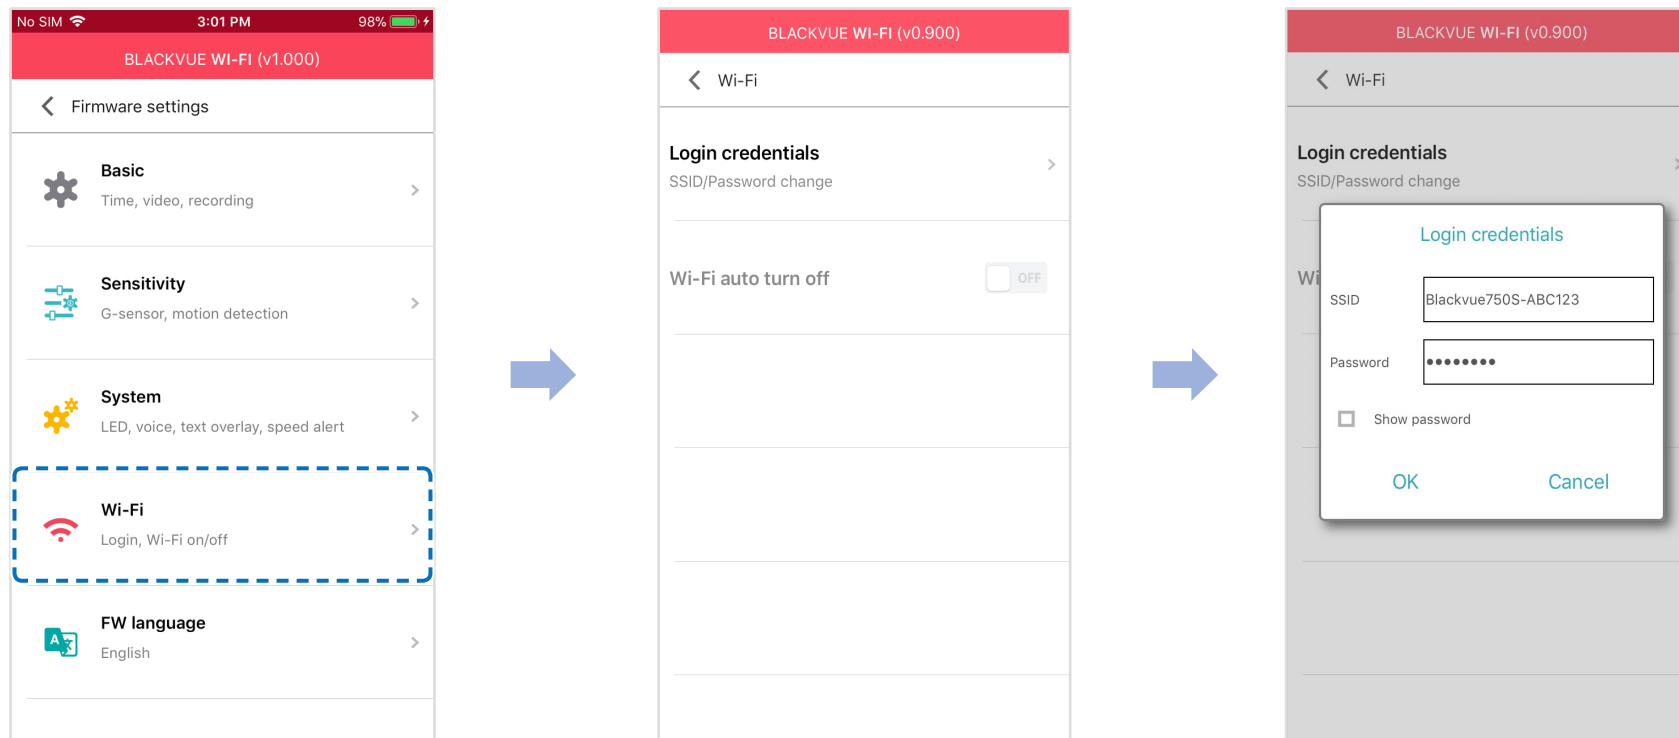 No SIM 3:01 PM 98%
BLACKVUE WI-FI (v1.000)
Firmware settings
Basic
Time, video, recording
Sensitivity
G-sensor, motion detection
System
LED, voice, text overlay, speed alert
Wi-Fi
Login, Wi-Fi on/off
FW language
English
BLACKVUE WI-FI (v0.900)
Wi-Fi
Login credentials
SSID/Password change
Wi-Fi auto turn off OFF
BLACKVUE WI-FI (v0.900)
Wi-Fi
Login credentials
SSID/Password change
Wi
Login credentials
SSID Blackvue750S-ABC123
Password ••••••••
Show password
OK Cancel